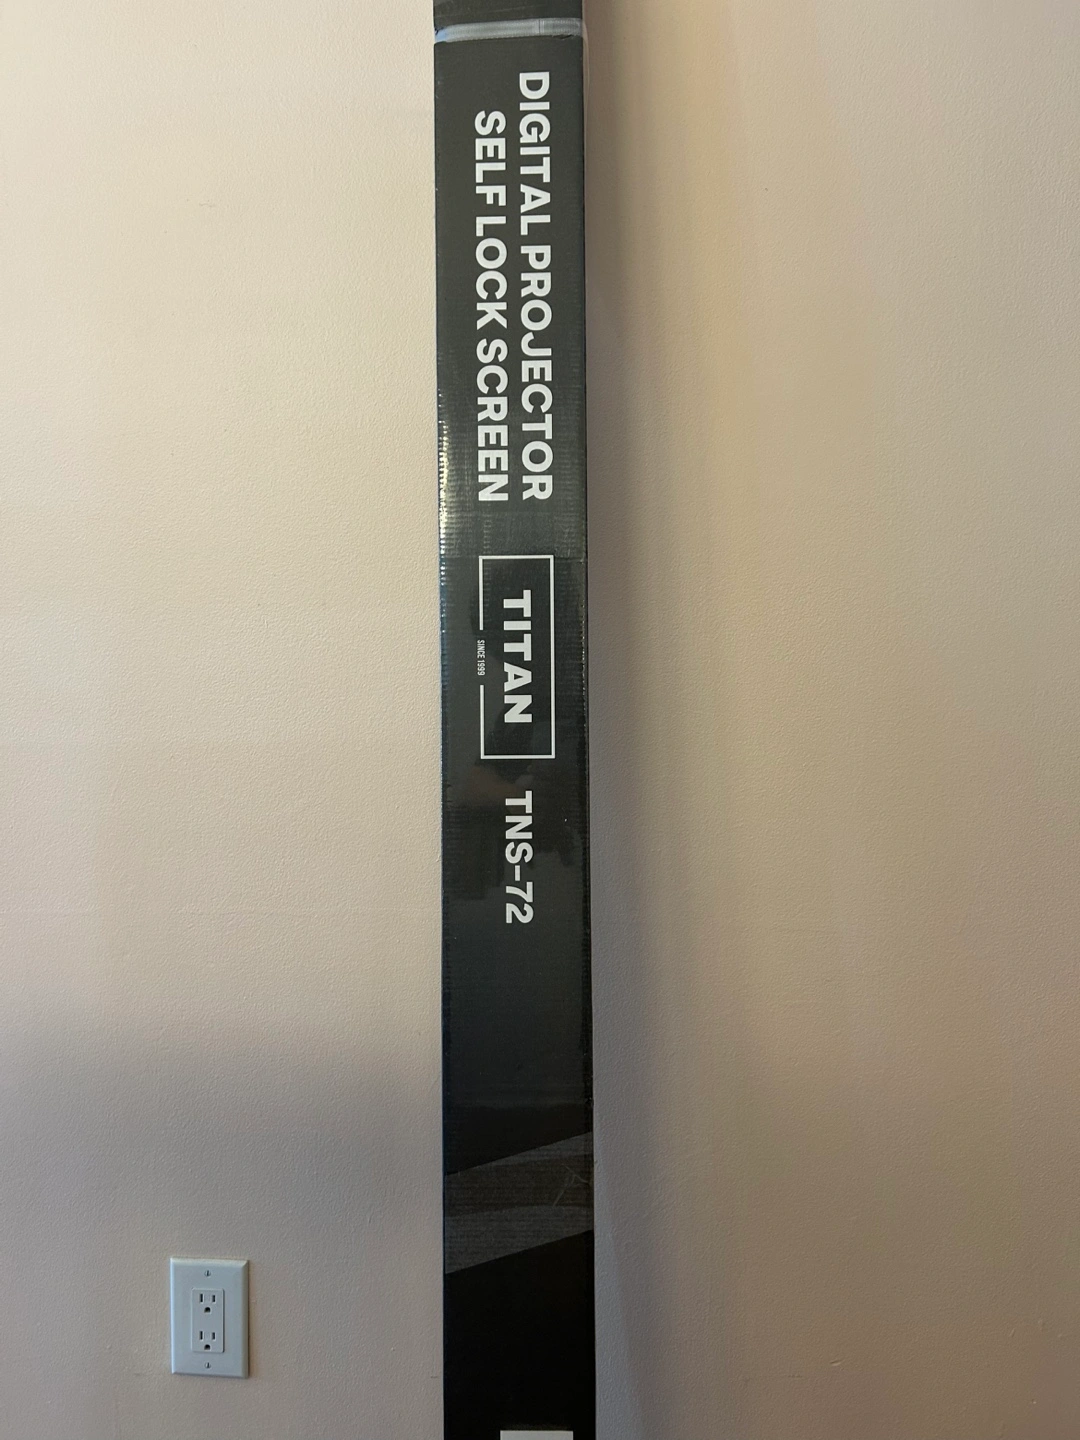 DIGITAL PROJECTOR
SELF LOCK SCREEN
TITAN
SINCE 1999
TNS-72